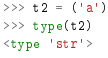 >>> t2 = ('a')
>>> type(t2)
<type 'str'>